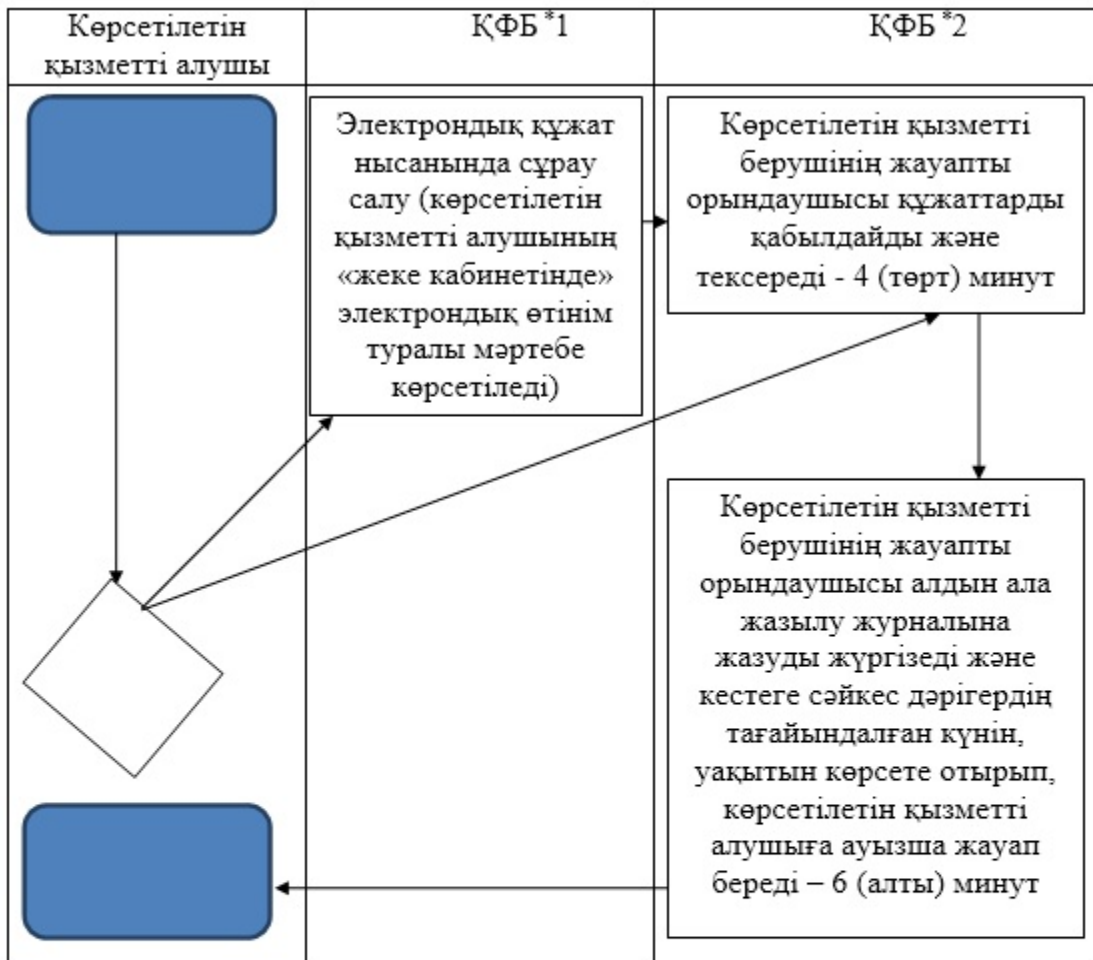 Көрсетілетін
қызметті алушы
ҚФБ *1
ҚФБ *2
Электрондық құжат
нысанында сұрау
салу (көрсетілетін
қызметті алушының
«жеке кабинетінде»
электрондық өтінім
туралы мәртебе
көрсетіледі)
Көрсетілетін қызметті
берушінің жауапты
орындаушысы құжаттарды
қабылдайды және
тексереді - 4 (төрт) минут
Көрсетілетін қызметті
берушінің жауапты
орындаушысы алдын ала
жазылу журналына
жазуды жүргізеді және
кестеге сәйкес дәрігердің
тағайындалған күнін,
уақытын көрсете отырып,
көрсетілетін қызметті
алушыға ауызша жауап
береді – 6 (алты) минут